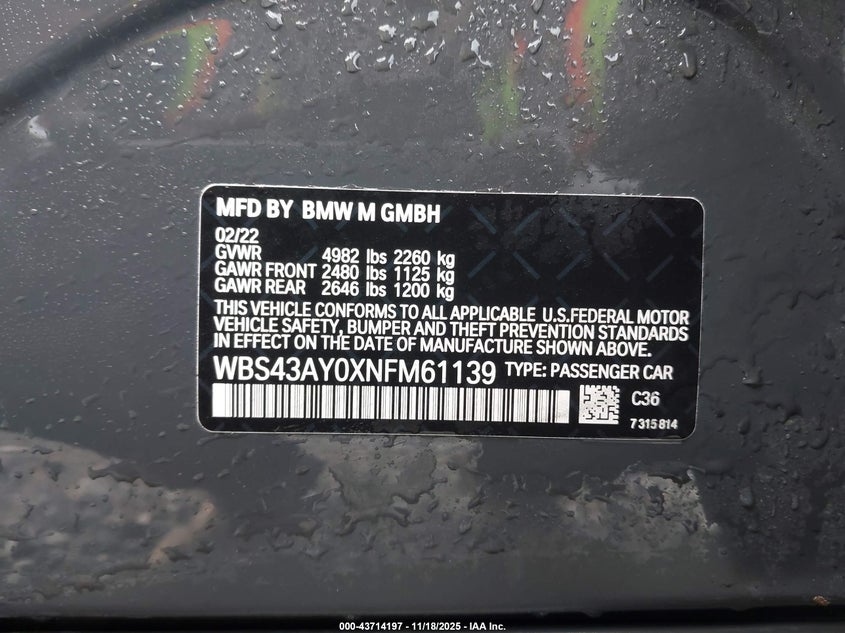 MFD BY BMW M GMBH
02/22
GVWR 4982 lbs 2260 kg
GAWR FRONT 2480 lbs 1125 kg
GAWR REAR 2646 lbs 1200 kg
THIS VEHICLE CONFORMS TO ALL APPLICABLE U.S.FEDERAL MOTOR
VEHICLE SAFETY, BUMPER AND THEFT PREVENTION STANDARDS
IN EFFECT ON THE DATE OF MANUFACTURE SHOWN ABOVE.
WBS43AY0XNFM61139 TYPE: PASSENGER CAR
C36
7315814
000-43714197 - 11/18/2025 - IAA Inc.